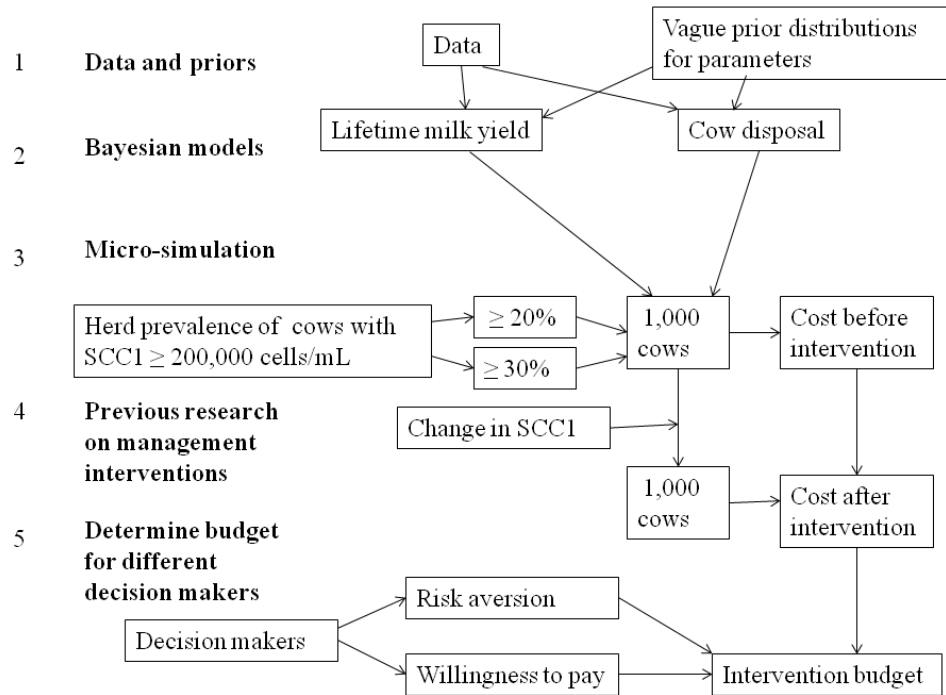 1
Data and priors
Data
Vague prior distributions
for parameters
2
Bayesian models
Lifetime milk yield
Cow disposal
3
Micro-simulation
Herd prevalence of cows with
SCC1 ≥ 200,000 cells/mL
≥ 20%
≥ 30%
1,000
cows
Cost before
intervention
4
Previous research
on management
interventions
Change in SCC1
1,000
cows
Cost after
intervention
5
Determine budget
for different
decision makers
Decision makers
Risk aversion
Willingness to pay
Intervention budget